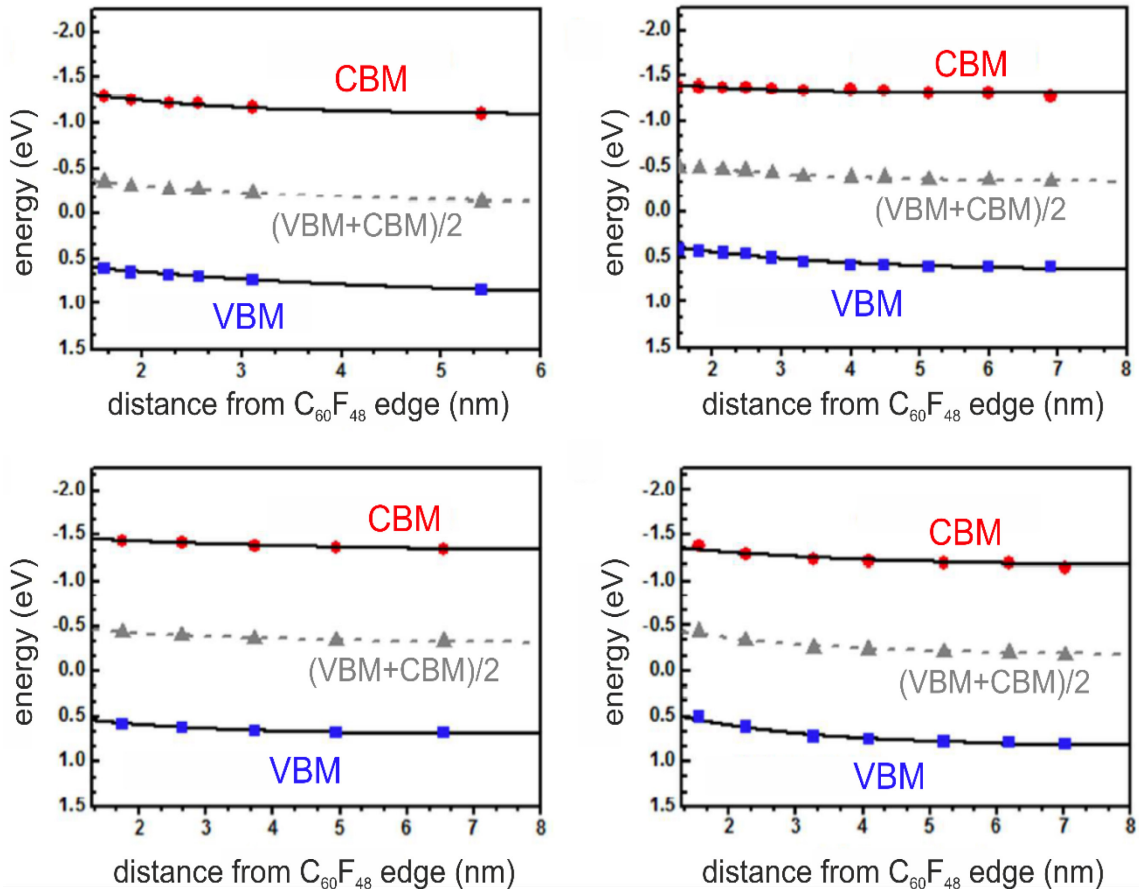 energy (eV)
-2.0
-1.5
-1.0
-0.5
0.0
0.5
1.0
1.5
CBM
(VBM+CBM)/2
VBM
2 3 4 5 6
distance from C₆₀F₄₈ edge (nm)
energy (eV)
-2.0
-1.5
-1.0
-0.5
0.0
0.5
1.0
1.5
CBM
(VBM+CBM)/2
VBM
2 3 4 5 6 7 8
distance from C₆₀F₄₈ edge (nm)
energy (eV)
-2.0
-1.5
-1.0
-0.5
0.0
0.5
1.0
1.5
CBM
(VBM+CBM)/2
VBM
2 3 4 5 6 7 8
distance from C₆₀F₄₈ edge (nm)
energy (eV)
-2.0
-1.5
-1.0
-0.5
0.0
0.5
1.0
1.5
CBM
(VBM+CBM)/2
VBM
2 3 4 5 6 7 8
distance from C₆₀F₄₈ edge (nm)